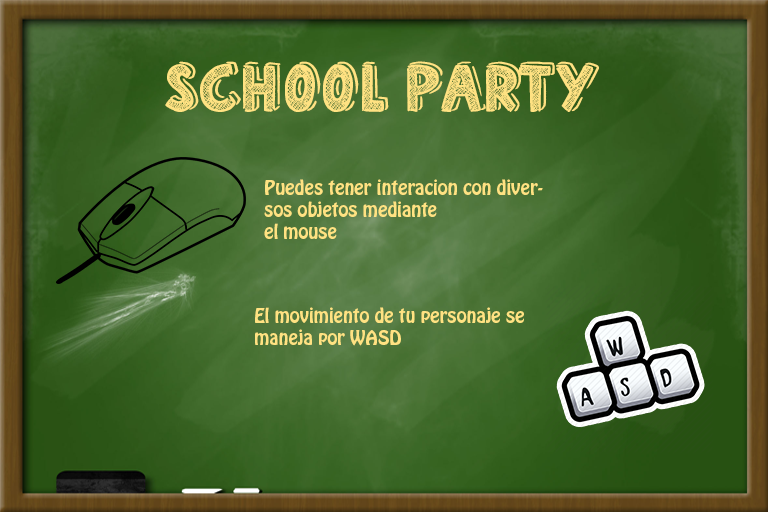 SCHOOL PARTY
Puedes tener interacion con diver-
sos objetos mediante
el mouse
El movimiento de tu personaje se
maneja por WASD
W
A S D